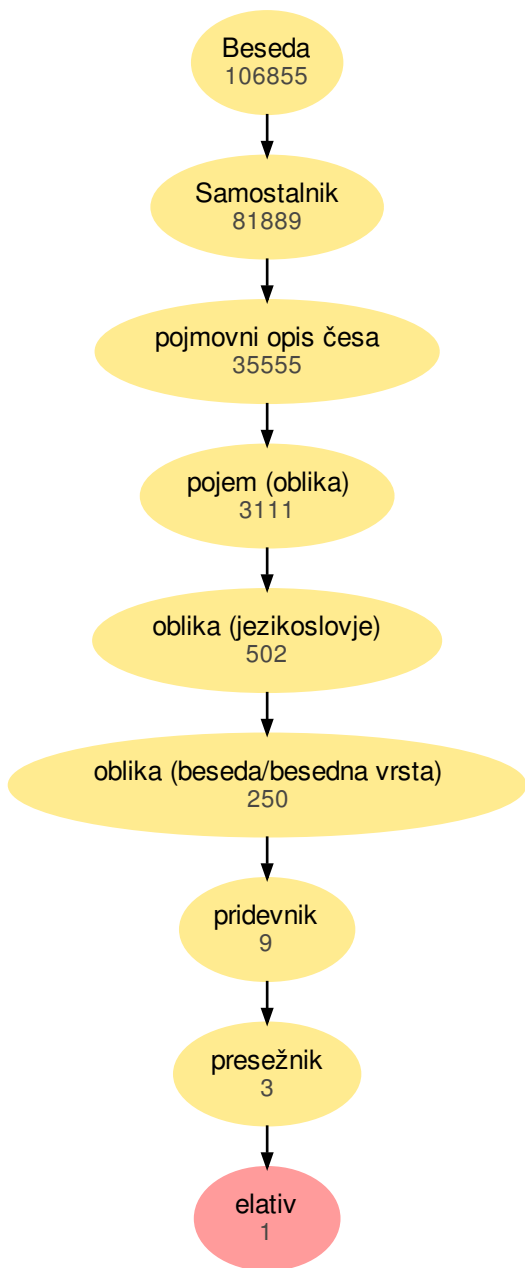 Beseda
106855
Samostalnik
81889
pojmovni opis česa
35555
pojem (oblika)
3111
oblika (jezikoslovje)
502
oblika (beseda/besedna vrsta)
250
pridevnik
9
presežnik
3
elativ
1